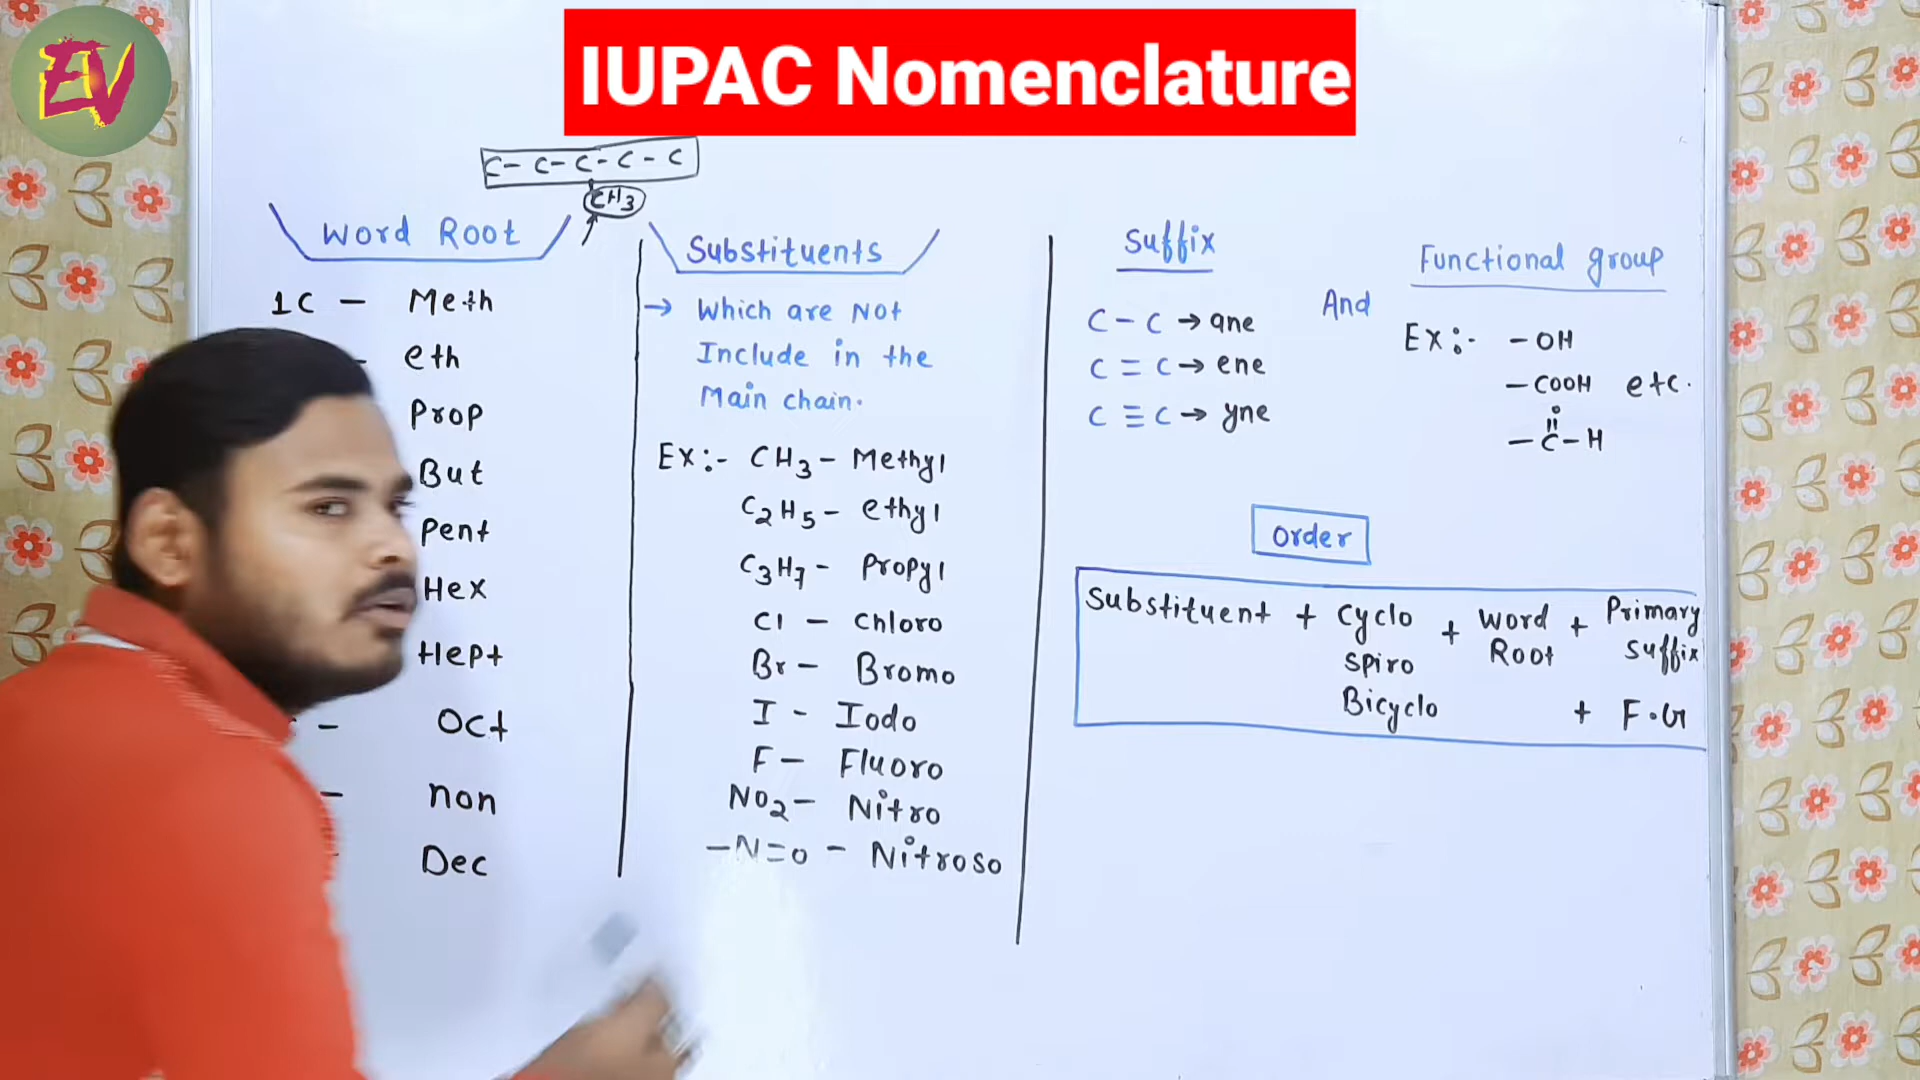 EV
IUPAC Nomenclature
C- C- C- C- C
CH3
Word Root
1C - Meth
- eth
Prop
But
Pent
Hex
Hept
- Oct
- non
Dec
Substituents
→ Which are Not
Include in the
Main chain.
Ex:- CH3 - Methyl
C2H5 - ethyl
C3H7 - Propyl
Cl - Chloro
Br - Bromo
I - Iodo
F - Fluoro
NO2 - Nitro
-N=O - Nitroso
Suffix
C-C → ane
C=C → ene
C≡C → yne
And
Functional group
Ex:- -OH
-COOH etc.
O
-C-H
Order
Substituent + Cyclo + Word + Primary
Spiro Root Suffix
Bicyclo + F.G